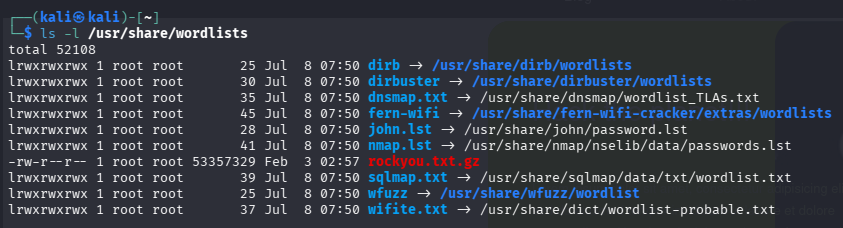 ┌──(kali㉿kali)-[~]
└─$ ls -l /usr/share/wordlists
total 52108
lrwxrwxrwx 1 root root       25 Jul  8 07:50 dirb → /usr/share/dirb/wordlists
lrwxrwxrwx 1 root root       30 Jul  8 07:50 dirbuster → /usr/share/dirbuster/wordlists
lrwxrwxrwx 1 root root       35 Jul  8 07:50 dnsmap.txt → /usr/share/dnsmap/wordlist_TLAs.txt
lrwxrwxrwx 1 root root       45 Jul  8 07:50 fern-wifi → /usr/share/fern-wifi-cracker/extras/wordlists
lrwxrwxrwx 1 root root       28 Jul  8 07:50 john.lst → /usr/share/john/password.lst
lrwxrwxrwx 1 root root       41 Jul  8 07:50 nmap.lst → /usr/share/nmap/nselib/data/passwords.lst
-rw-r--r-- 1 root root 53357329 Feb  3 02:57 rockyou.txt.gz
lrwxrwxrwx 1 root root       39 Jul  8 07:50 sqlmap.txt → /usr/share/sqlmap/data/txt/wordlist.txt
lrwxrwxrwx 1 root root       25 Jul  8 07:50 wfuzz → /usr/share/wfuzz/wordlist
lrwxrwxrwx 1 root root       37 Jul  8 07:50 wifite.txt → /usr/share/dict/wordlist-probable.txt